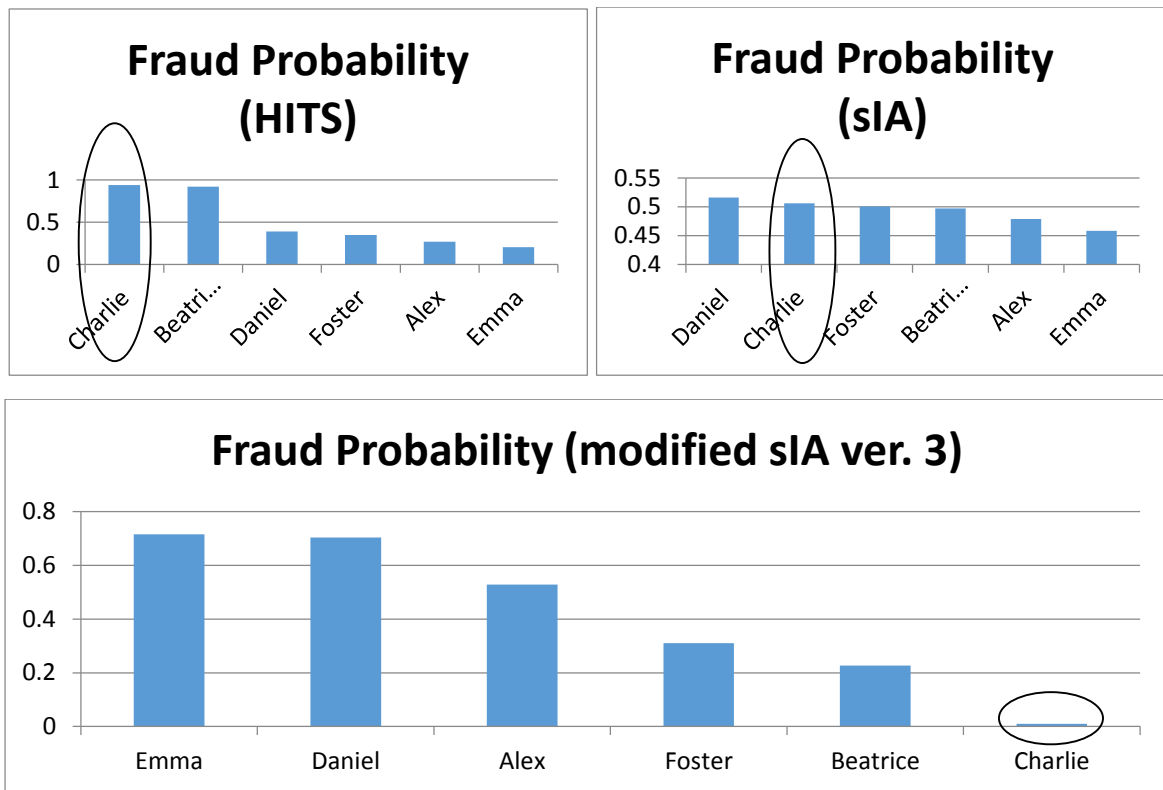 Fraud Probability
(HITS)
1
0.5
0
Charlie
Beatri...
Daniel
Foster
Alex
Emma
Fraud Probability
(sIA)
0.55
0.5
0.45
0.4
Daniel
Charlie
Foster
Beatri...
Alex
Emma
Fraud Probability (modified sIA ver. 3)
0.8
0.6
0.4
0.2
0
Emma Daniel Alex Foster Beatrice Charlie